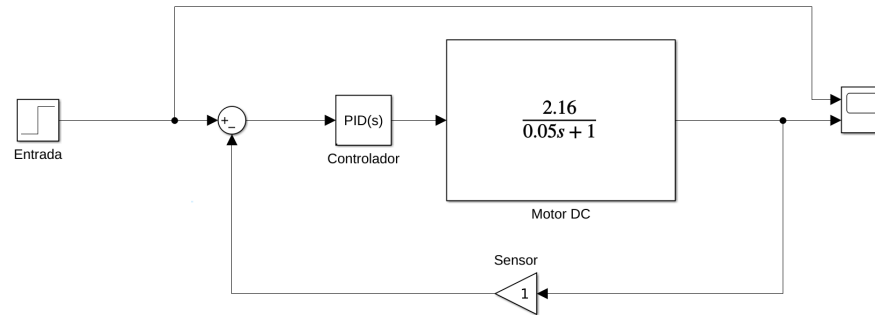 Entrada
+
−
PID(s)
Controlador
2.16
0.05s + 1
Motor DC
Sensor
1